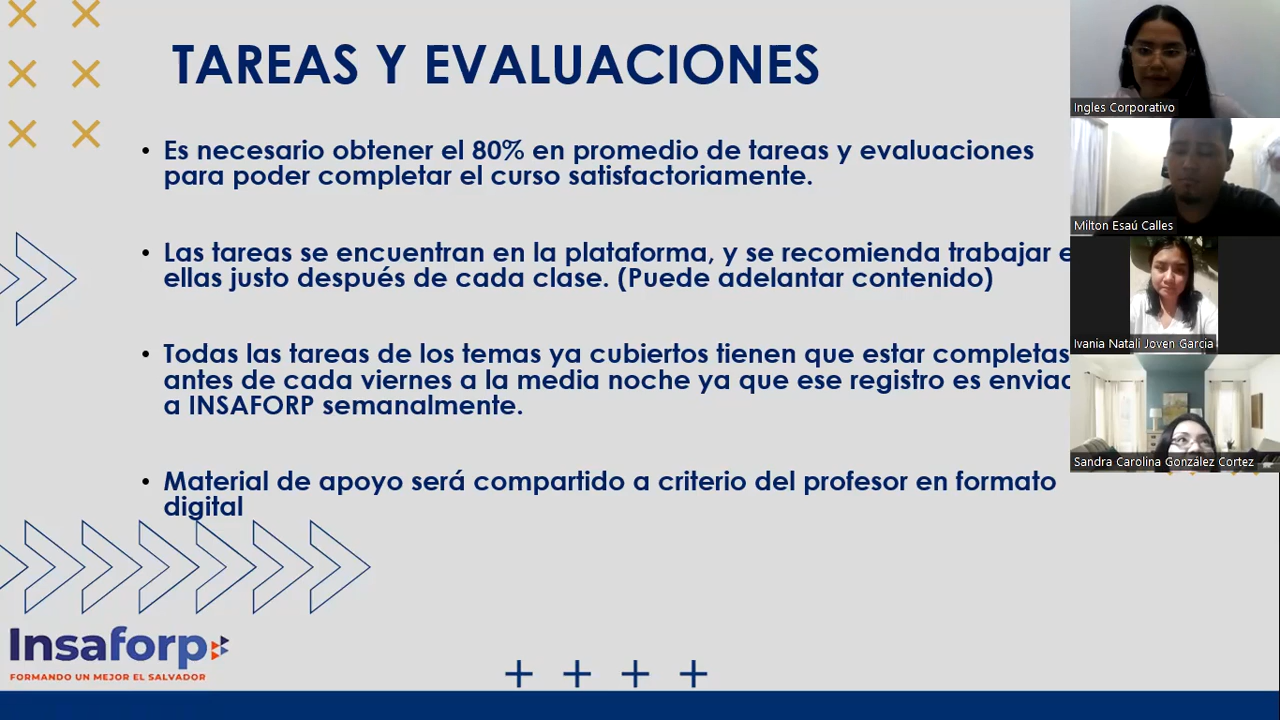 TAREAS Y EVALUACIONES
• Es necesario obtener el 80% en promedio de tareas y evaluaciones
para poder completar el curso satisfactoriamente.
• Las tareas se encuentran en la plataforma, y se recomienda trabajar
ellas justo después de cada clase. (Puede adelantar contenido)
• Todas las tareas de los temas ya cubiertos tienen que estar completas
antes de cada viernes a la media noche ya que ese registro es
a INSAFORP semanalmente.
• Material de apoyo será compartido a criterio del profesor en formato
digital
Insaforp
FORMANDO UN MEJOR EL SALVADOR
Ingles Corporativo
Milton Esaú Calles
Ivania Natali Joven Garcia
Sandra Carolina González Cortez